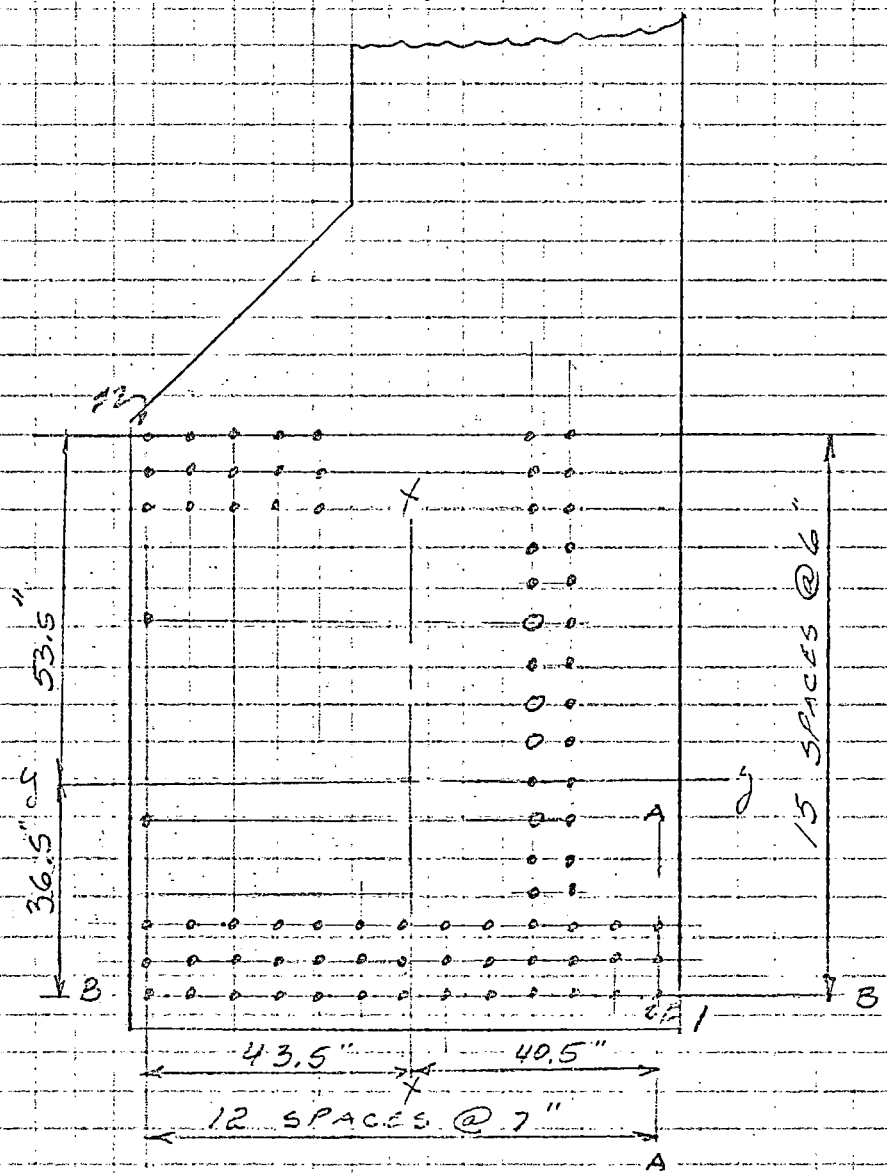 X
53.5"
15 SPACES @ 6"
y
A
36.5"
B
B
1
43.5"
40.5"
X
12 SPACES @ 7"
A